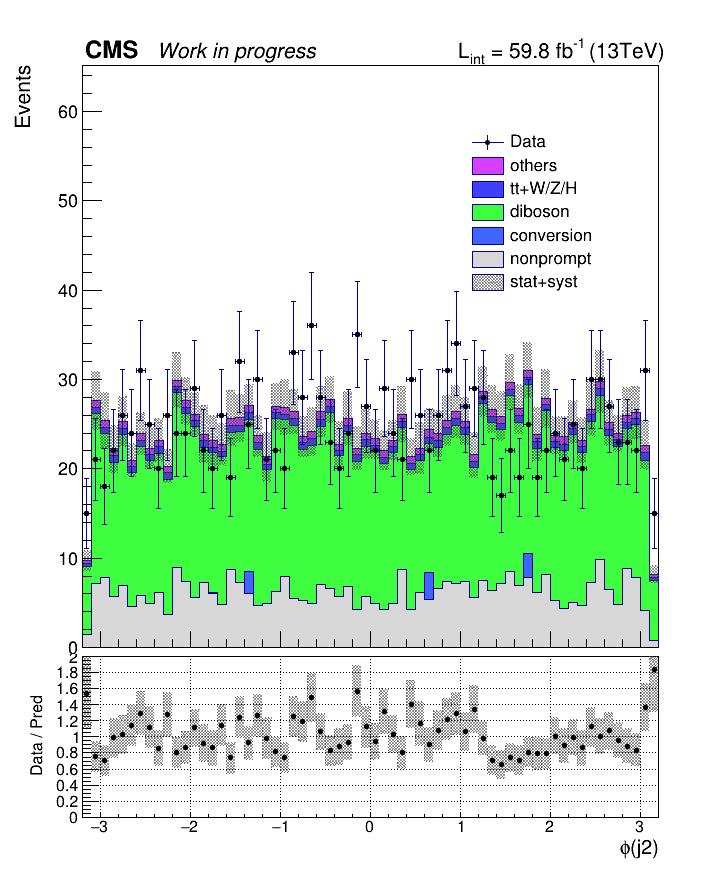 CMS Work in progress L_int = 59.8 fb^-1 (13TeV)
Events
60
50
40
30
20
10
0
Data
others
tt+W/Z/H
diboson
conversion
nonprompt
stat+syst
Data / Pred
2
1.8
1.6
1.4
1.2
1
0.8
0.6
0.4
0.2
0
−3 −2 −1 0 1 2 3
ϕ(j2)